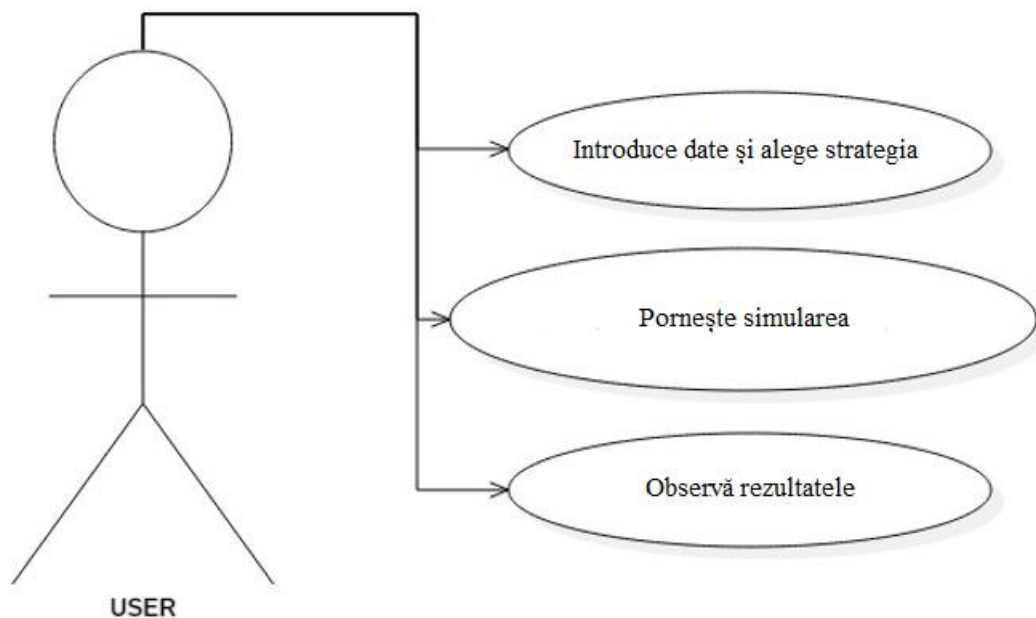 Introduce date și alege strategia
Pornește simularea
Observă rezultatele
USER